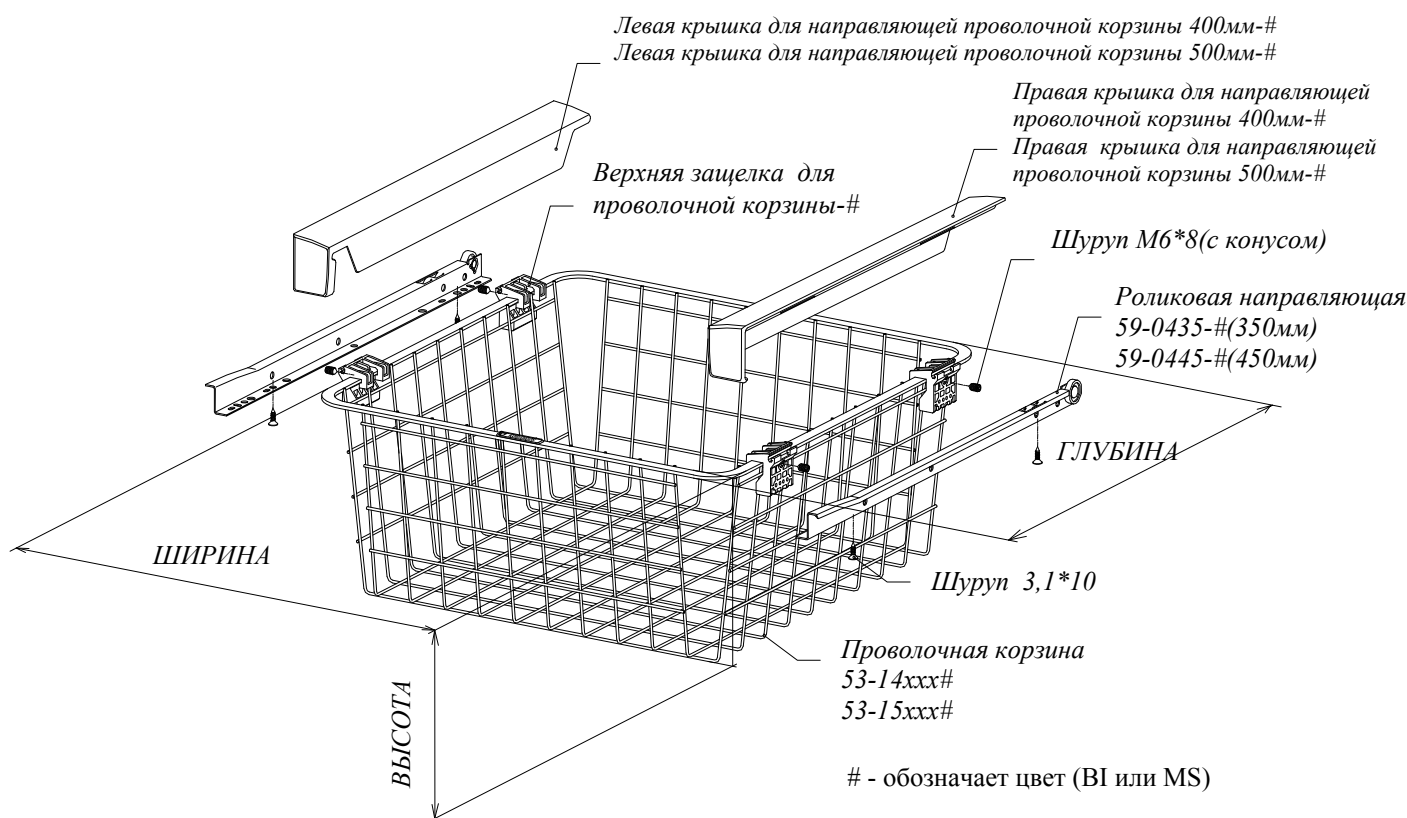 Левая крышка для направляющей проволочной корзины 400мм-#
Левая крышка для направляющей проволочной корзины 500мм-#
Правая крышка для направляющей
проволочной корзины 400мм-#
Правая крышка для направляющей
проволочной корзины 500мм-#
Верхняя защелка для
проволочной корзины-#
Шуруп М6*8(с конусом)
Роликовая направляющая
59-0435-#(350мм)
59-0445-#(450мм)
ГЛУБИНА
ШИРИНА
Шуруп 3,1*10
Проволочная корзина
53-14xxx#
53-15xxx#
ВЫСОТА
# - обозначает цвет (BI или MS)